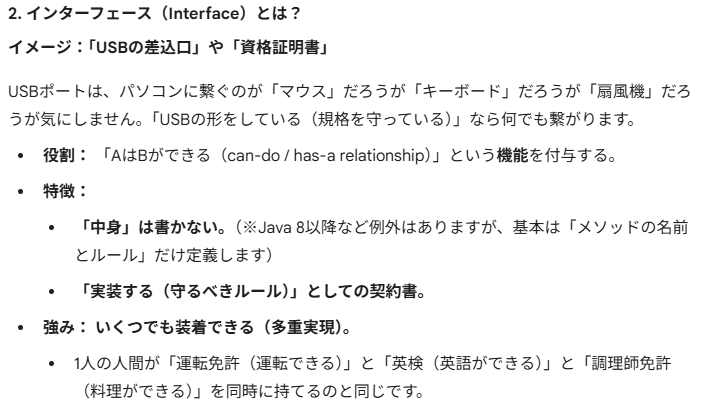 2. インターフェース（Interface）とは？
イメージ：「USBの差込口」や「資格証明書」
USBポートは、パソコンに繋ぐのが「マウス」だろうが「キーボード」だろうが「扇風機」だろ
うが気にしません。「USBの形をしている（規格を守っている）」なら何でも繋がります。
• 役割： 「AはBができる（can-do / has-a relationship）」という機能を付与する。
• 特徴：
• 「中身」は書かない。（※Java 8以降など例外はありますが、基本は「メソッドの名前
とルール」だけ定義します）
• 「実装する（守るべきルール）」としての契約書。
• 強み： いくつでも装着できる（多重実現）。
• 1人の人間が「運転免許（運転できる）」と「英検（英語ができる）」と「調理師免許
（料理ができる）」を同時に持てるのと同じです。